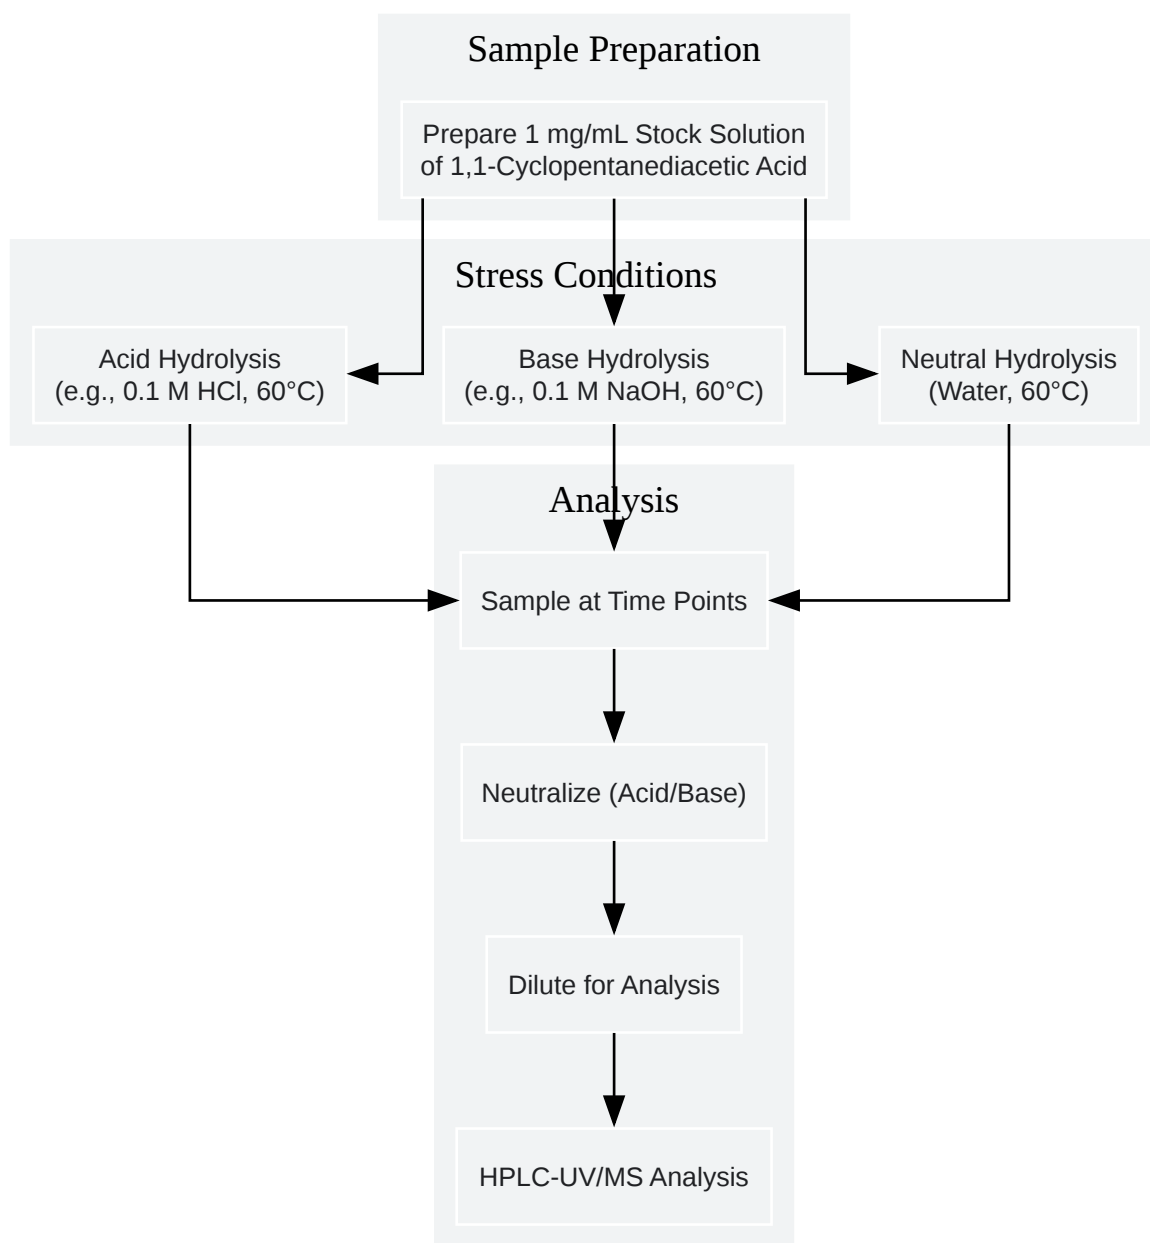 Sample Preparation
Prepare 1 mg/mL Stock Solution
of 1,1-Cyclopentanediacetic Acid
Stress Conditions
Acid Hydrolysis
(e.g., 0.1 M HCl, 60°C)
Base Hydrolysis
(e.g., 0.1 M NaOH, 60°C)
Neutral Hydrolysis
(Water, 60°C)
Analysis
Sample at Time Points
Neutralize (Acid/Base)
Dilute for Analysis
HPLC-UV/MS Analysis